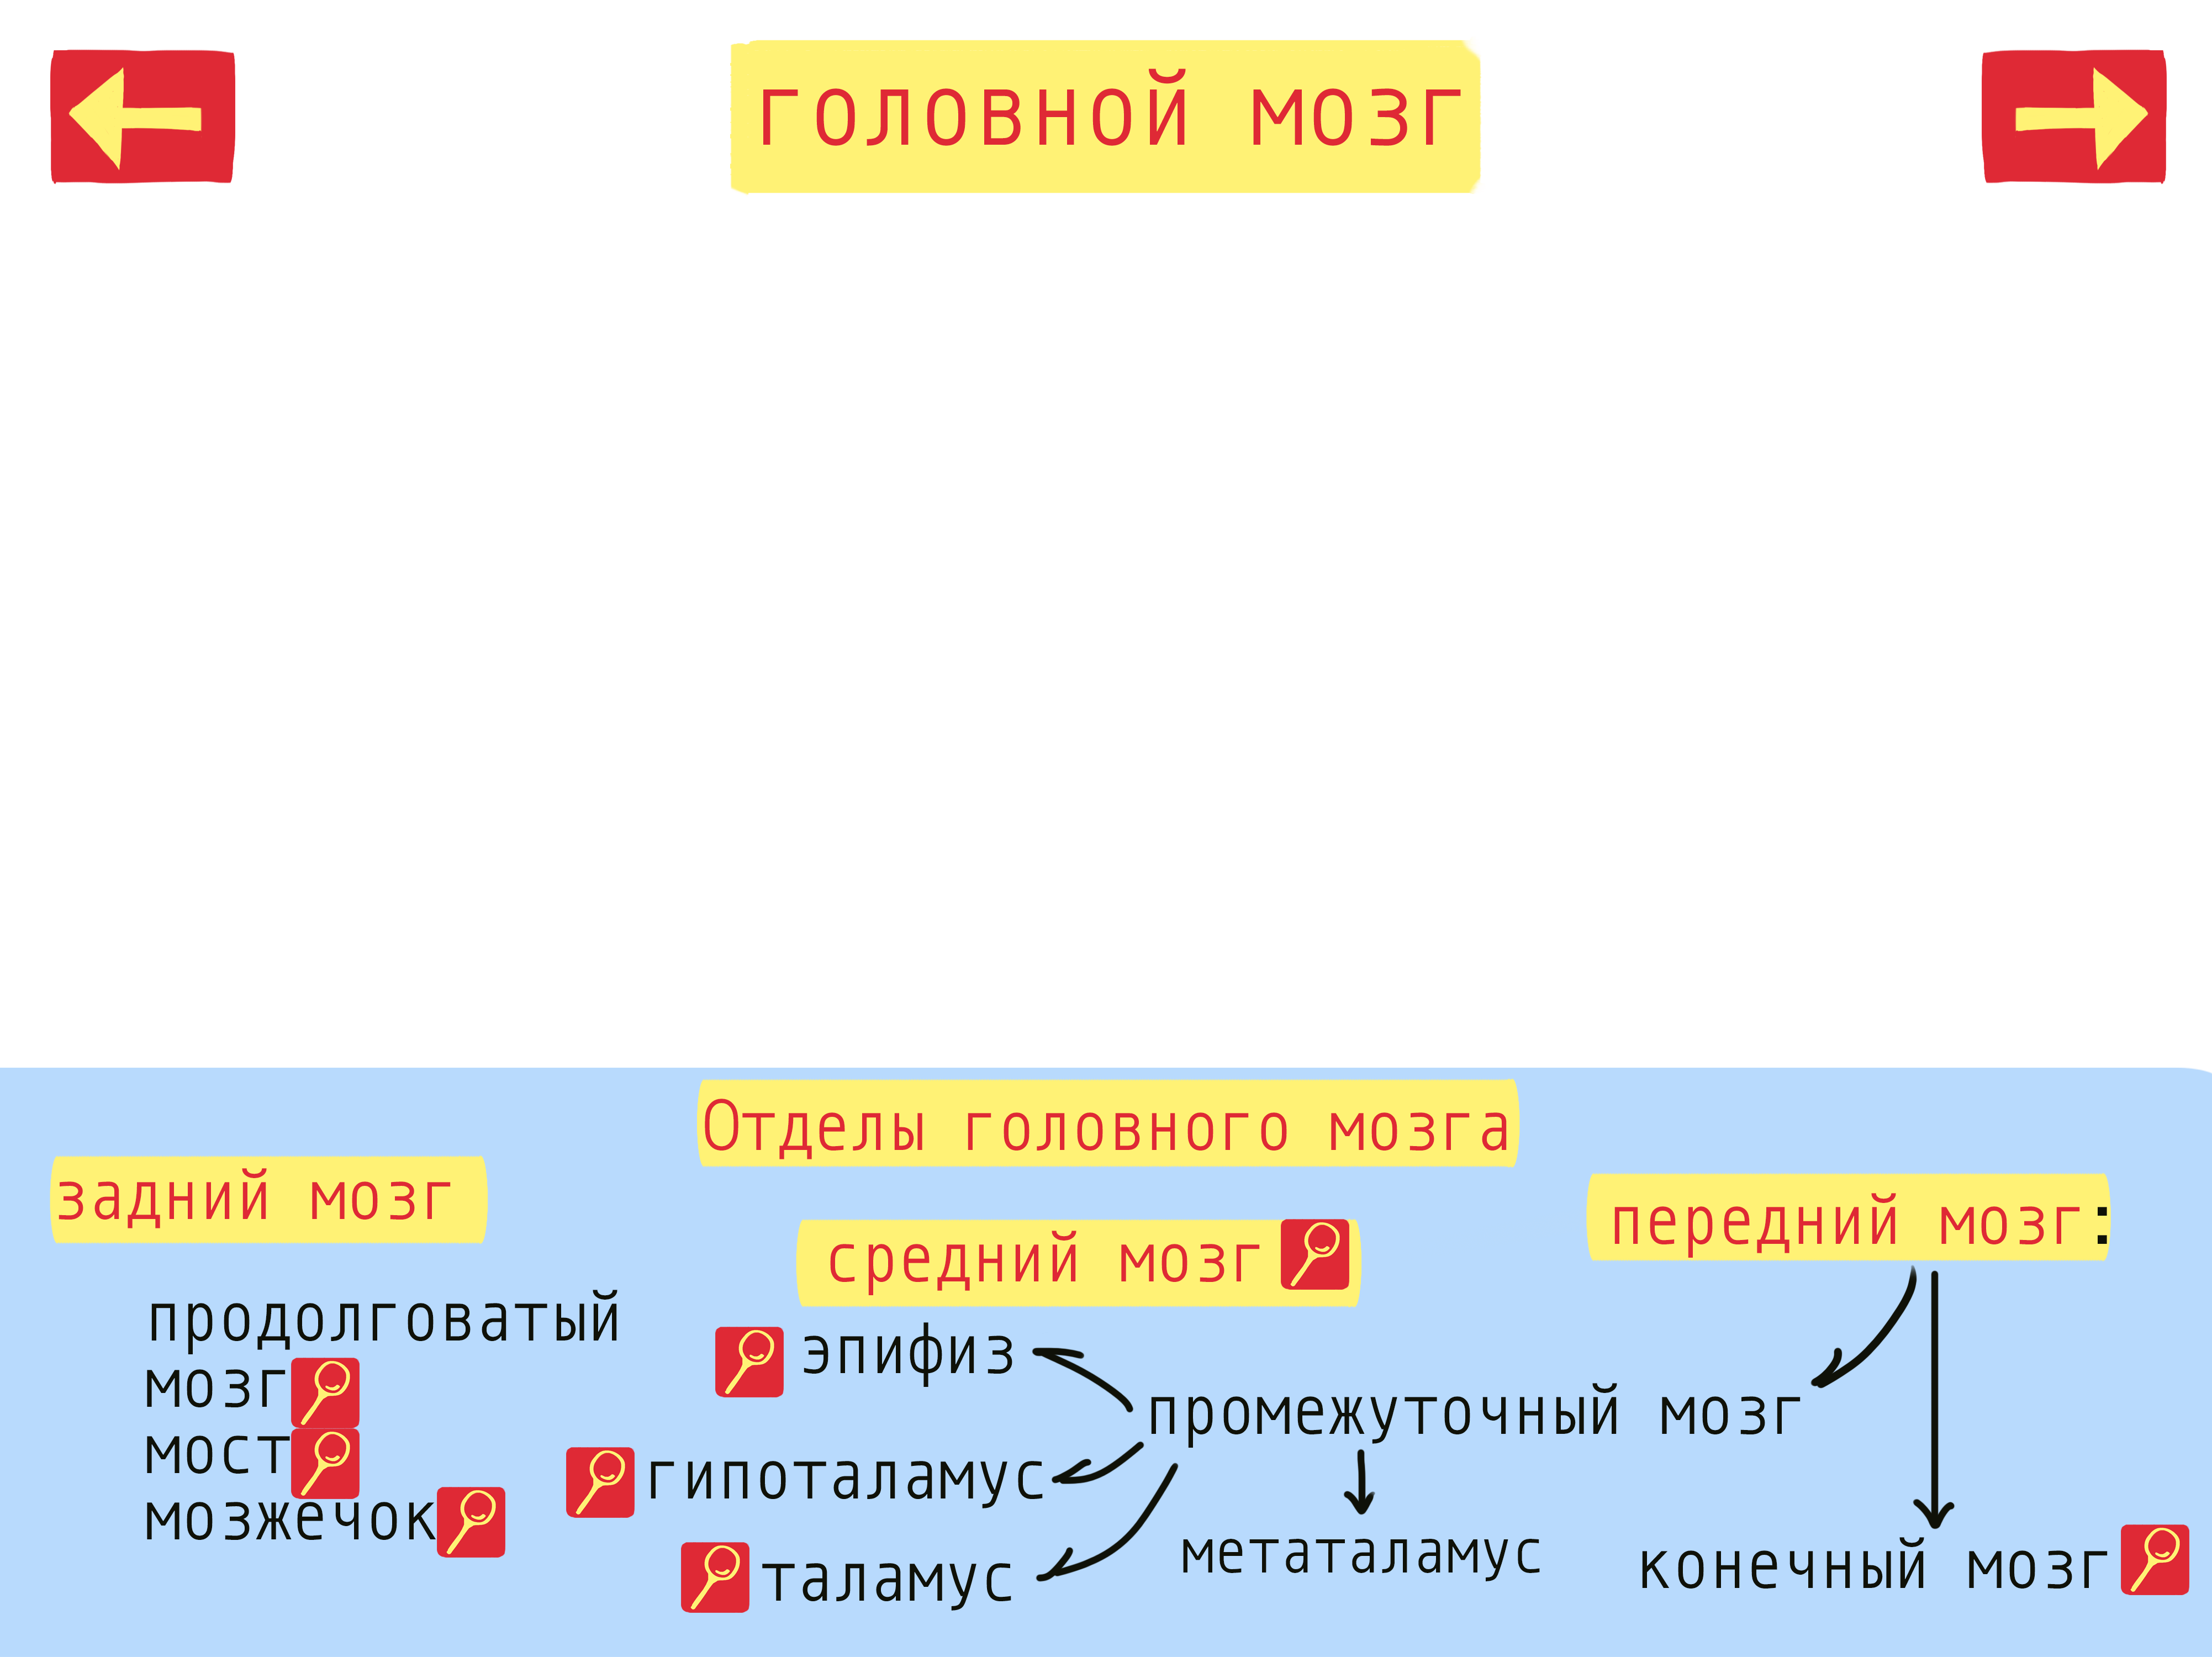 головной мозг
Отделы головного мозга
задний мозг
продолговатый
мозг
мост
мозжечок
средний мозг
передний мозг:
эпифиз
промежуточный мозг
гипоталамус
таламус
метаталамус
конечный мозг